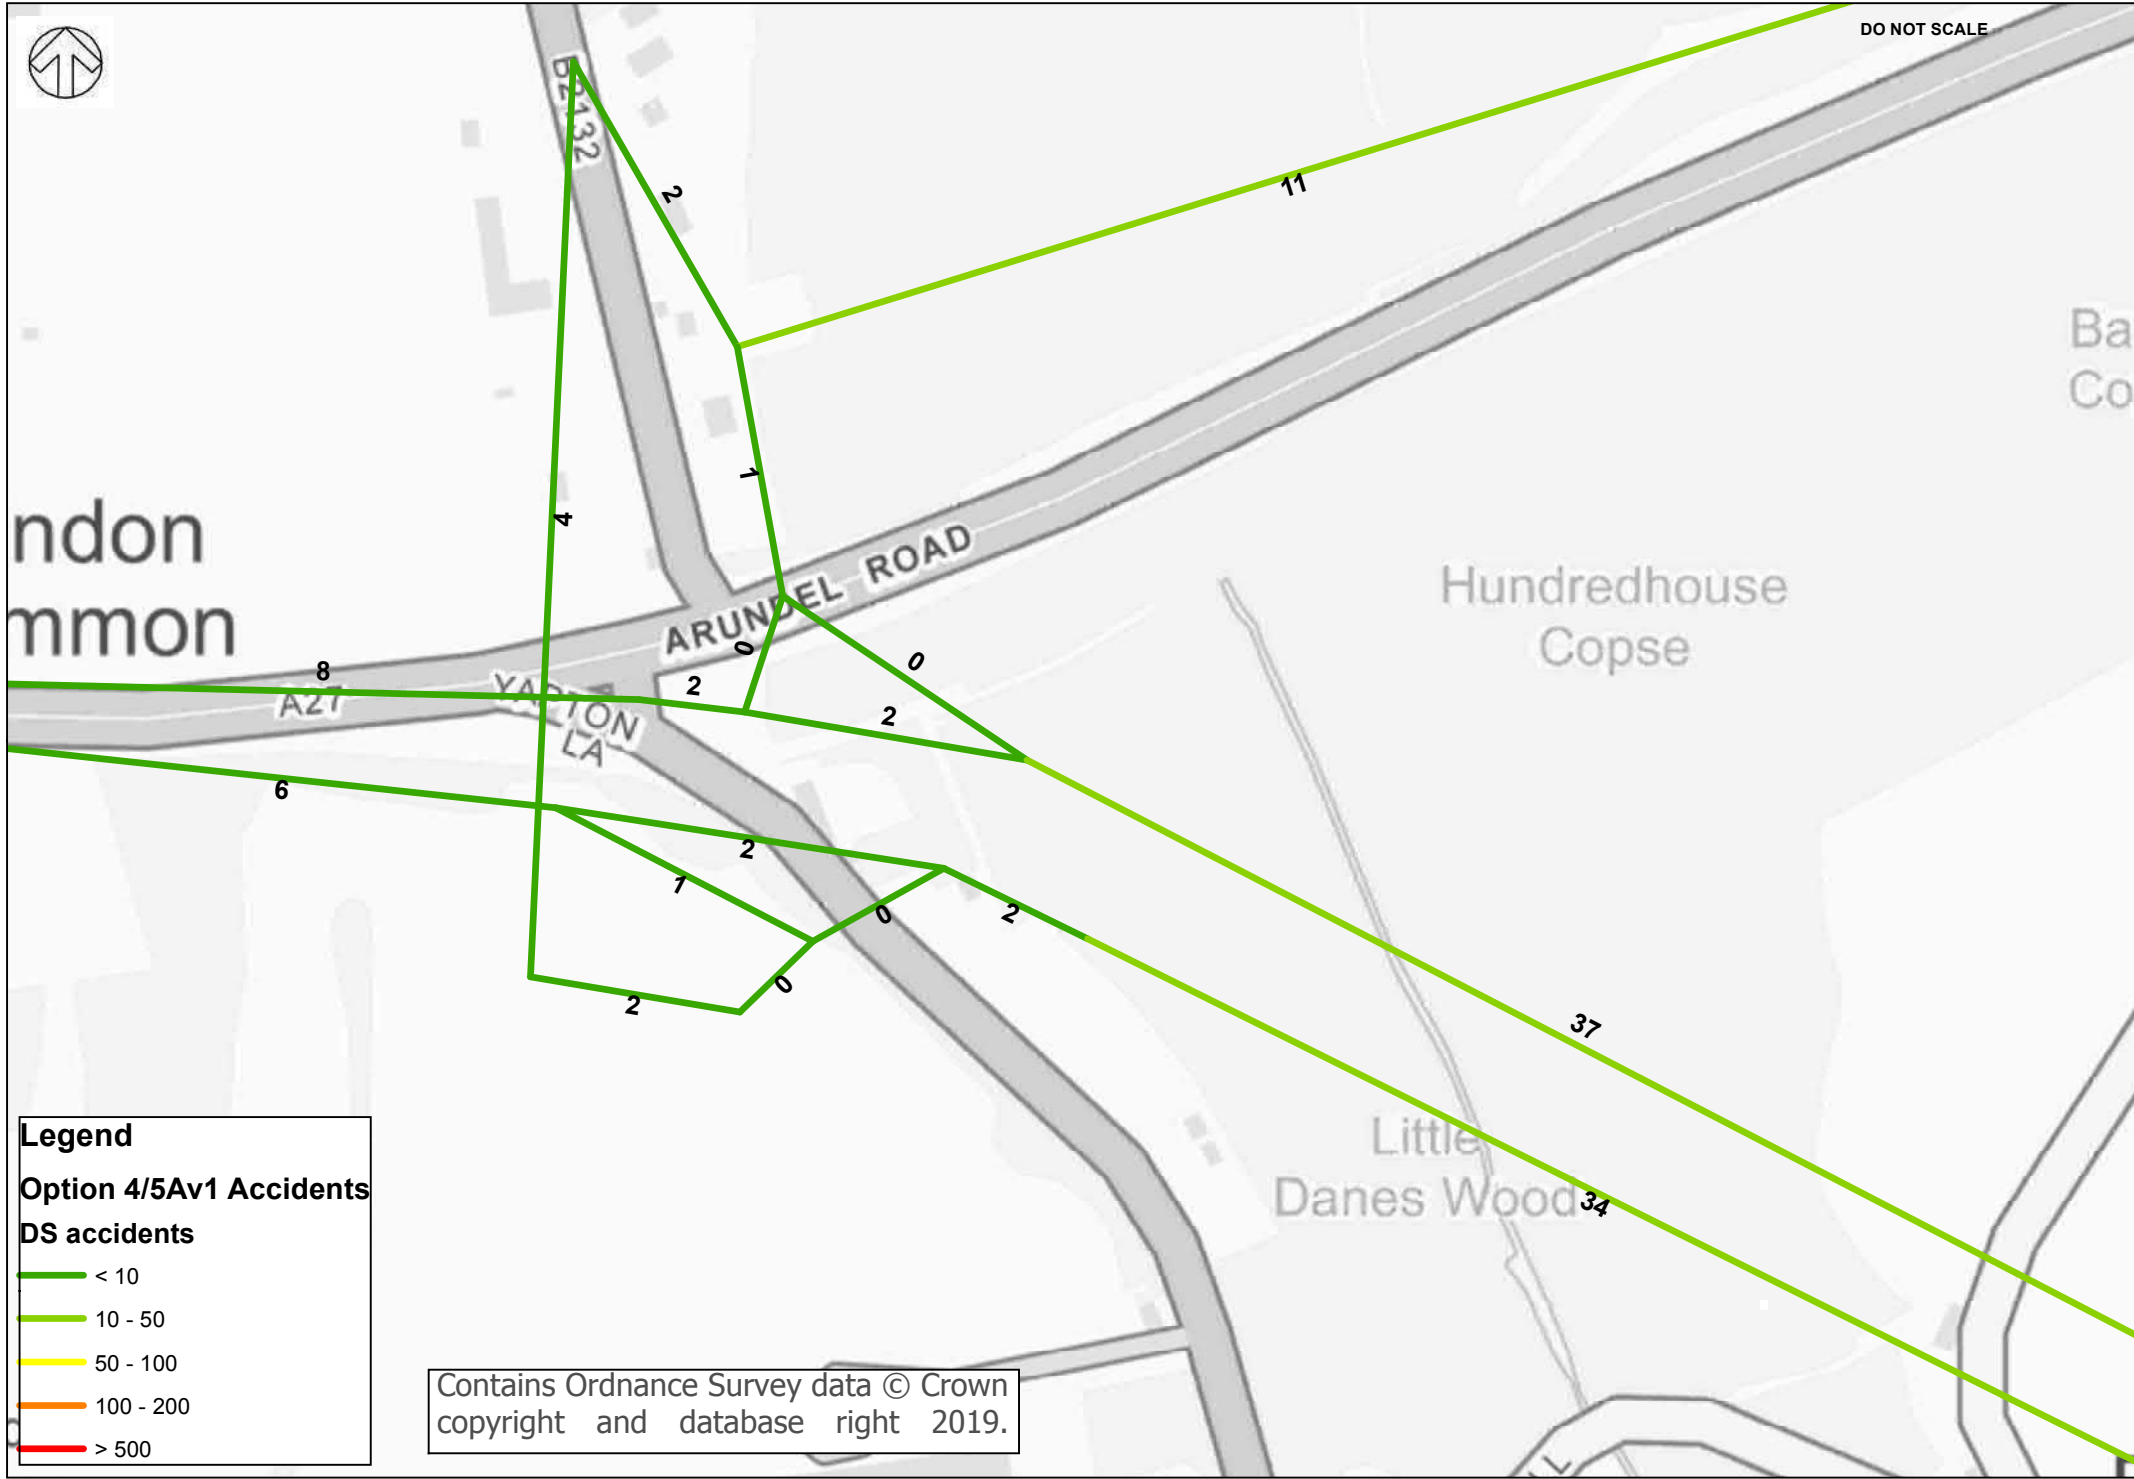 DO NOT SCALE
B2132
2
11
Ba
Co
1
4
ndon
mmon
ARUNDEL ROAD
Hundredhouse
Copse
0
0
8
2
2
A27
YAPTON
LA
6
2
1
0
2
0
2
37
Little
Danes Wood
34
Legend
Option 4/5Av1 Accidents
DS accidents
< 10
10 - 50
50 - 100
100 - 200
> 500
Contains Ordnance Survey data © Crown
copyright and database right 2019.